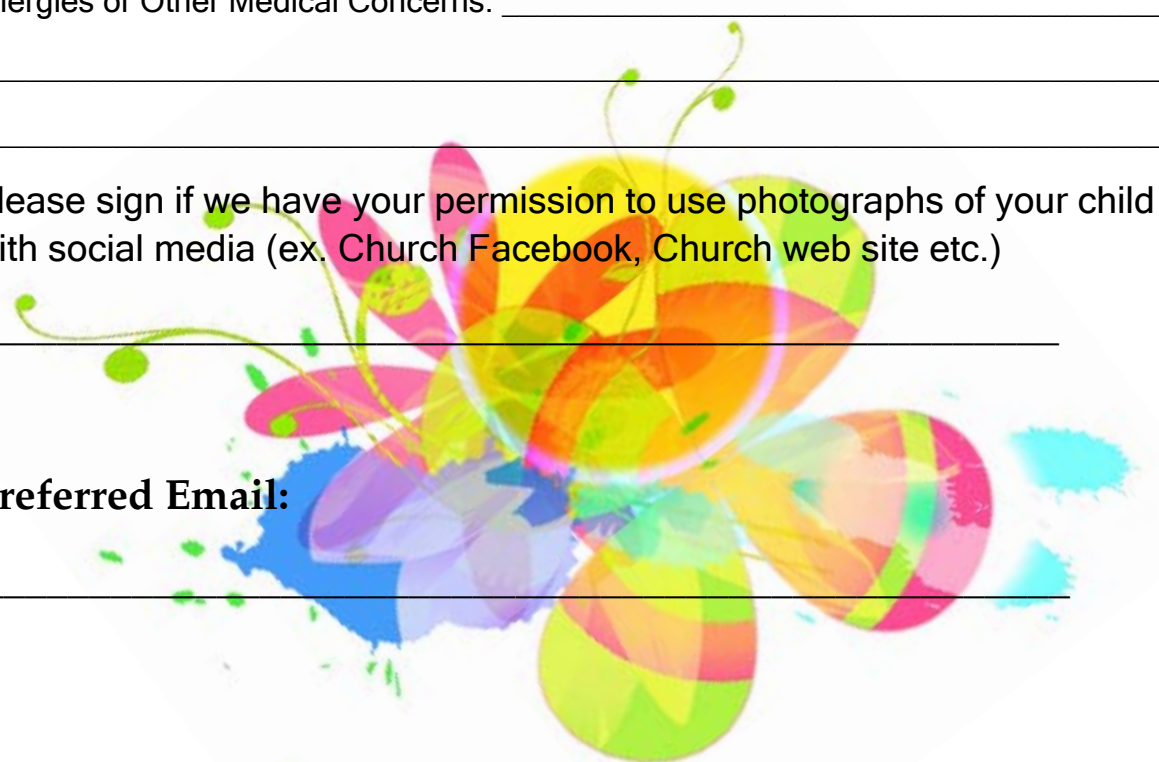 llergies or Other Medical Concerns:
lease sign if we have your permission to use photographs of your child
ith social media (ex. Church Facebook, Church web site etc.)
referred Email: